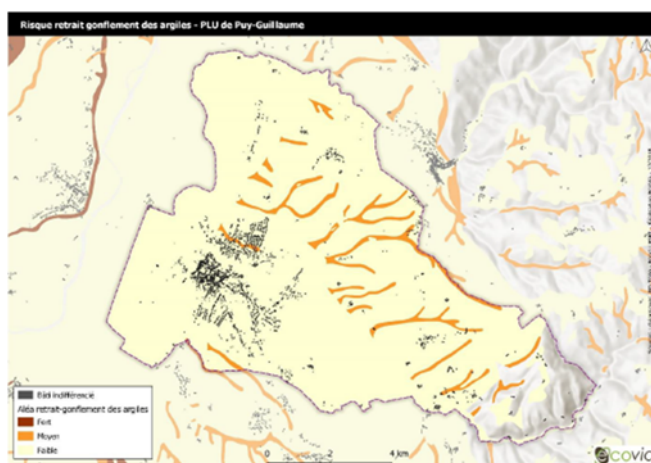 Risque retrait gonflement des argiles - PLU de Puy-Guillaume
Bâti indifférencié
Aléa retrait-gonflement des argiles
Fort
Moyen
Faible
0 2 4 km
ecovia